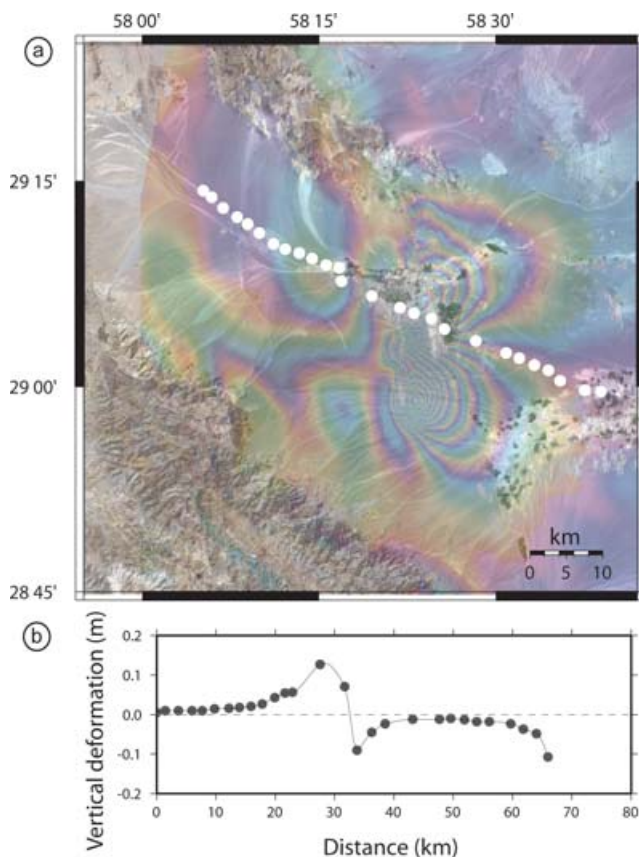 58 00 58 15 58 30
a
29 15'
29 00'
28 45'
km
0 5 10
b
Vertical deformation (m)
0.2
0.1
0.0
-0.1
-0.2
0 10 20 30 40 50 60 70 80
Distance (km)